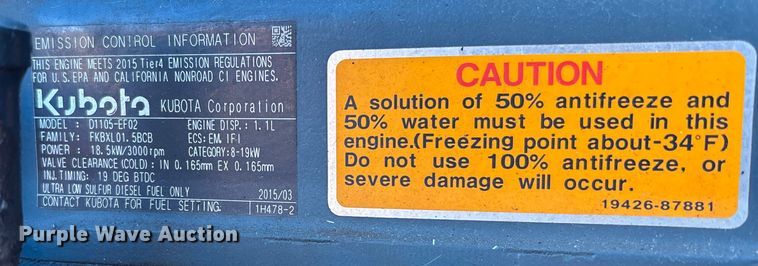 EMISSION CONTROL INFORMATION
THIS ENGINE MEETS 2015 Tier4 EMISSION REGULATIONS
FOR U.S.EPA AND CALIFORNIA NONROAD CI ENGINES.
Kubota KUBOTA Corporation
MODEL : D1105-EF02 ENGINE DISP.: 1.1L
FAMILY: FKBXL01.5BCB ECS: EM, IFI
POWER : 18.5kW/3000rpm CATEGORY:8-19kW
VALVE CLEARANCE(COLD): IN 0.165mm EX 0.165mm
INJ.TIMING: 19 DEG BTDC
ULTRA LOW SULFUR DIESEL FUEL ONLY 2015/03
CONTACT KUBOTA FOR FUEL SETTING. 1H478-2
CAUTION
A solution of 50% antifreeze and
50% water must be used in this
engine.(Freezing point about-34°F)
Do not use 100% antifreeze, or
severe damage will occur.
19426-87881
Purple Wave Auction